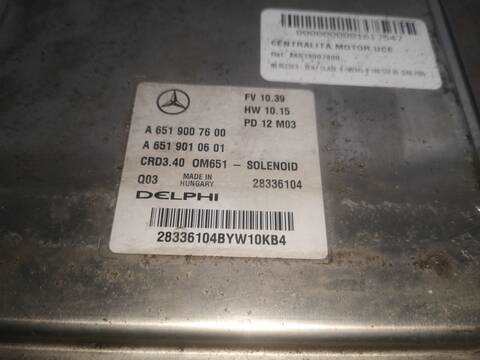 CENTRALITA MOTOR UCE
FV 10.39
HW 10.15
PD 12 M03
A 651 900 76 00
A 651 901 06 01
CRD3.40 OM651 - SOLENOID
Q03 MADE IN HUNGARY 28336104
DELPHI
28336104BYW10KB4